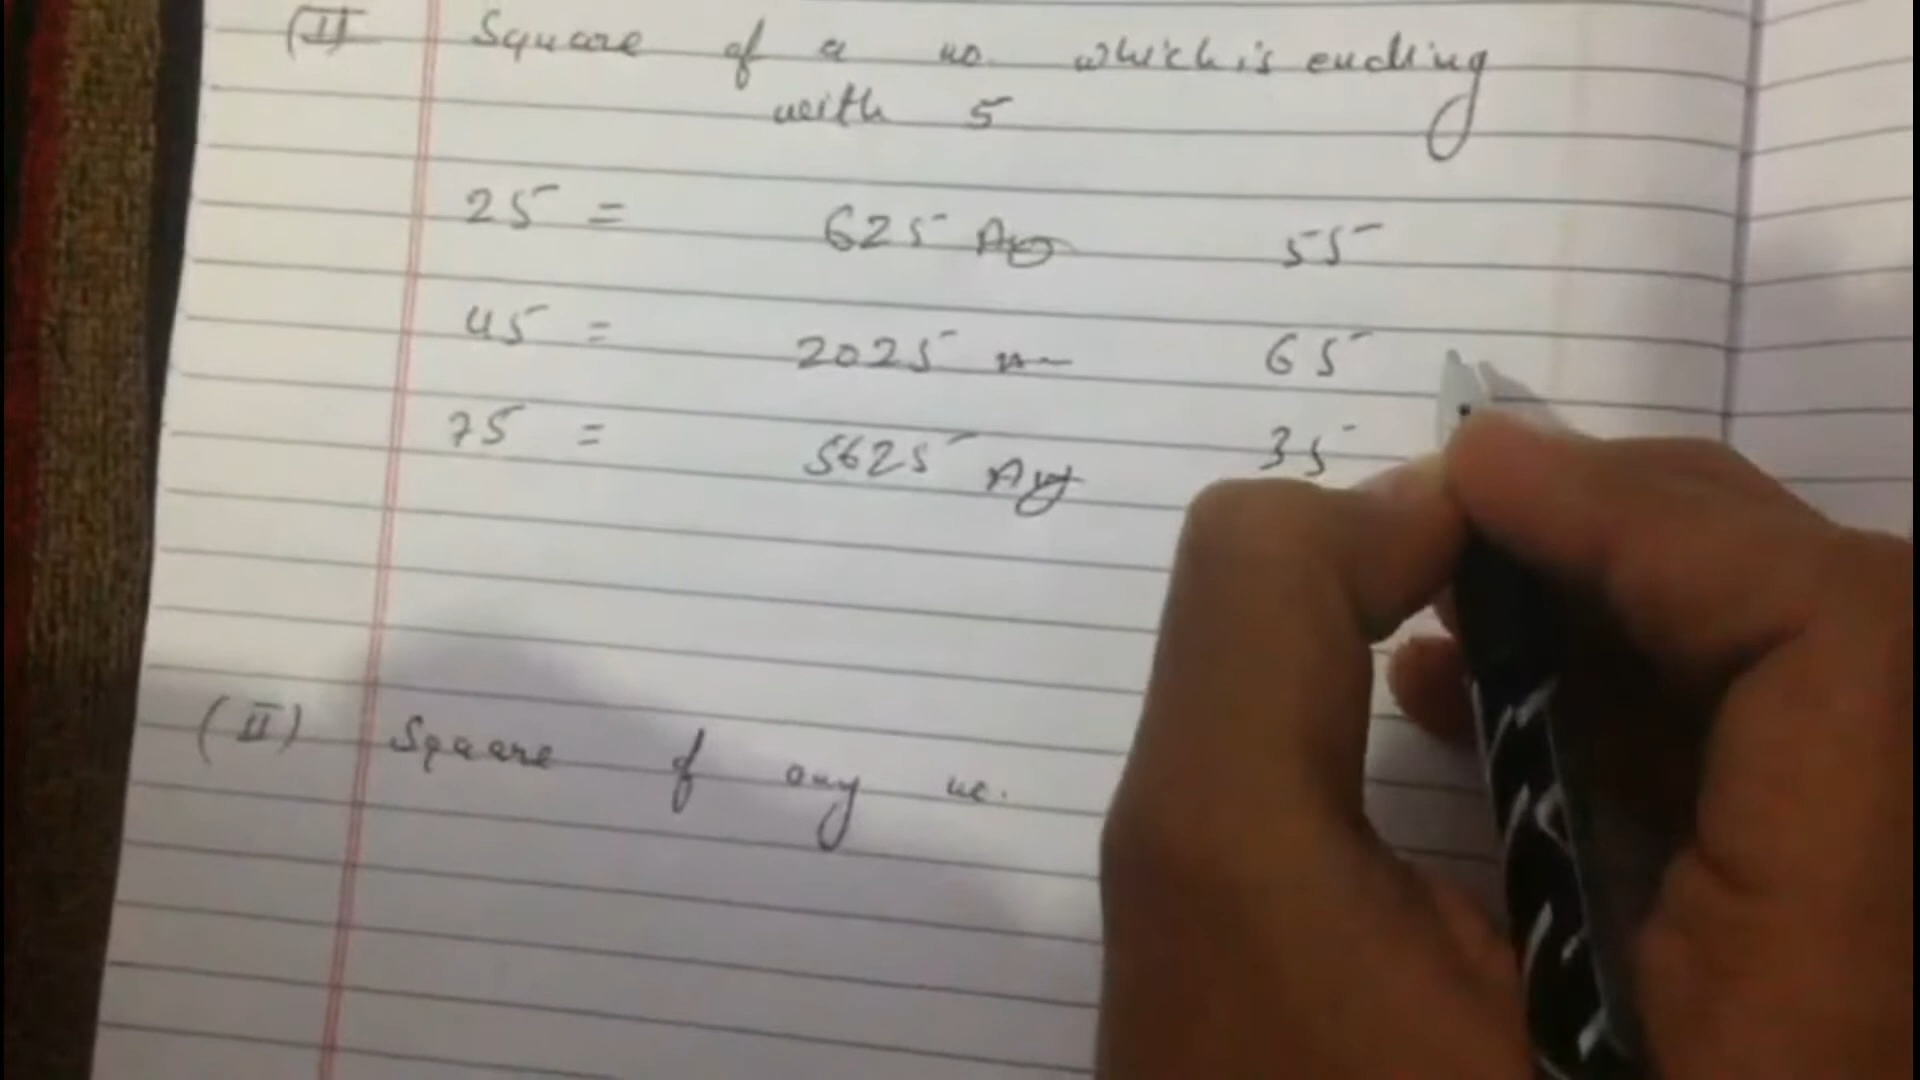 (II) Square of a no. which is ending
with 5
25 = 625 Ans 55
45 = 2025 65
75 = 5625 Ans 35
(II) Square of any no.